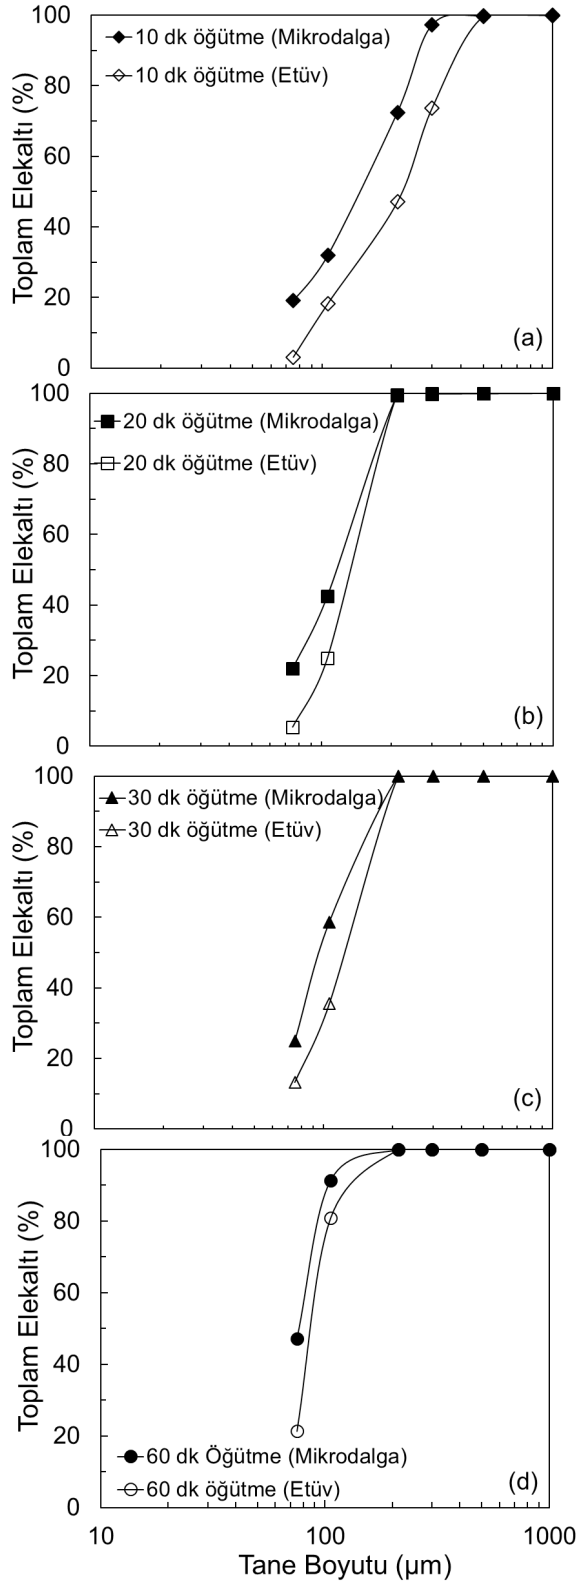 100
80
60
40
20
0
Toplam Elekaltı (%)
10 dk öğütme (Mikrodalga)
10 dk öğütme (Etüv)
(a)
100
80
60
40
20
0
Toplam Elekaltı (%)
20 dk öğütme (Mikrodalga)
20 dk öğütme (Etüv)
(b)
100
80
60
40
20
0
Toplam Elekaltı (%)
30 dk öğütme (Mikrodalga)
30 dk öğütme (Etüv)
(c)
100
80
60
40
20
0
Toplam Elekaltı (%)
60 dk Öğütme (Mikrodalga)
60 dk öğütme (Etüv)
(d)
10 100 1000
Tane Boyutu (µm)